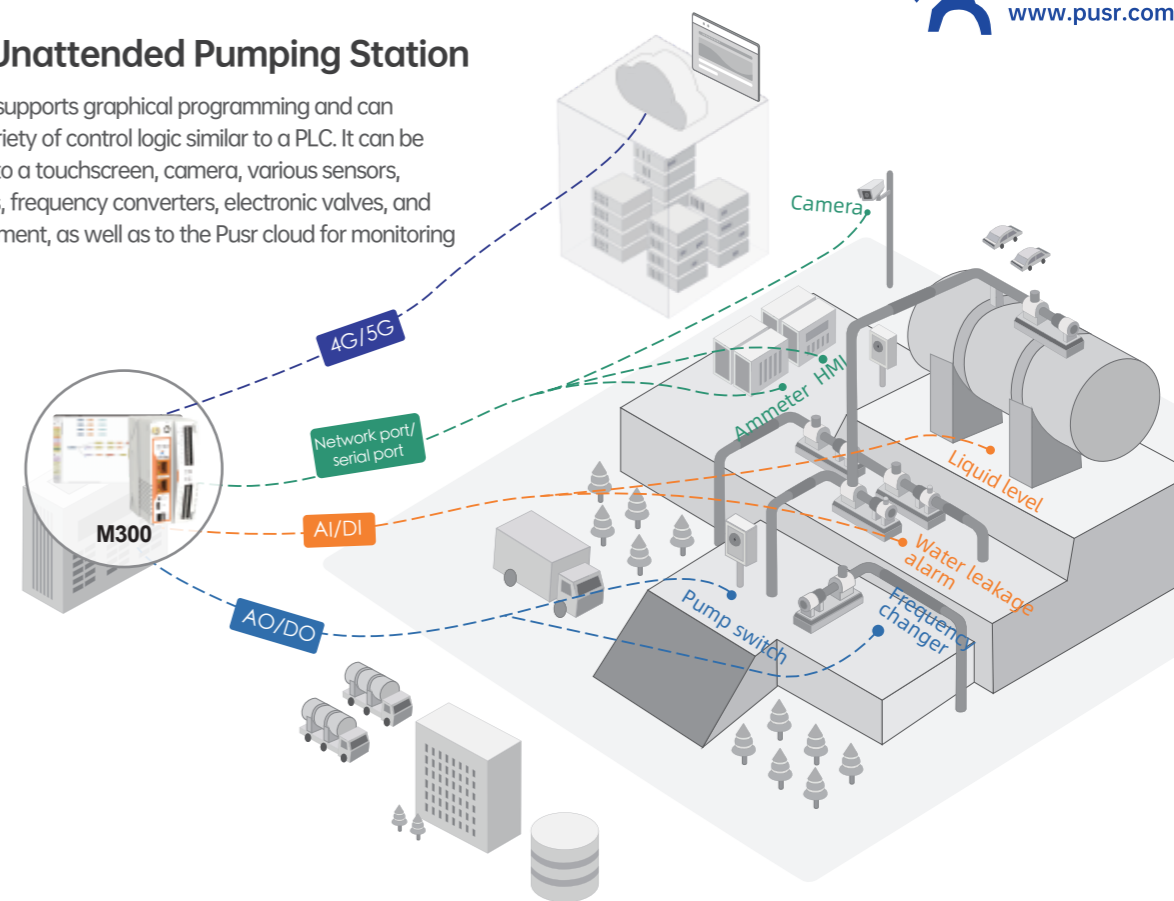 www.pusr.com
Unattended Pumping Station
supports graphical programming and can
riety of control logic similar to a PLC. It can be
to a touchscreen, camera, various sensors,
s, frequency converters, electronic valves, and
ment, as well as to the Pusr cloud for monitoring
Camera
4G/5G
HMI
Ammeter
Network port/
serial port
Liquid level
M300
AI/DI
Water leakage
alarm
AO/DO
Pump switch
Frequency
changer